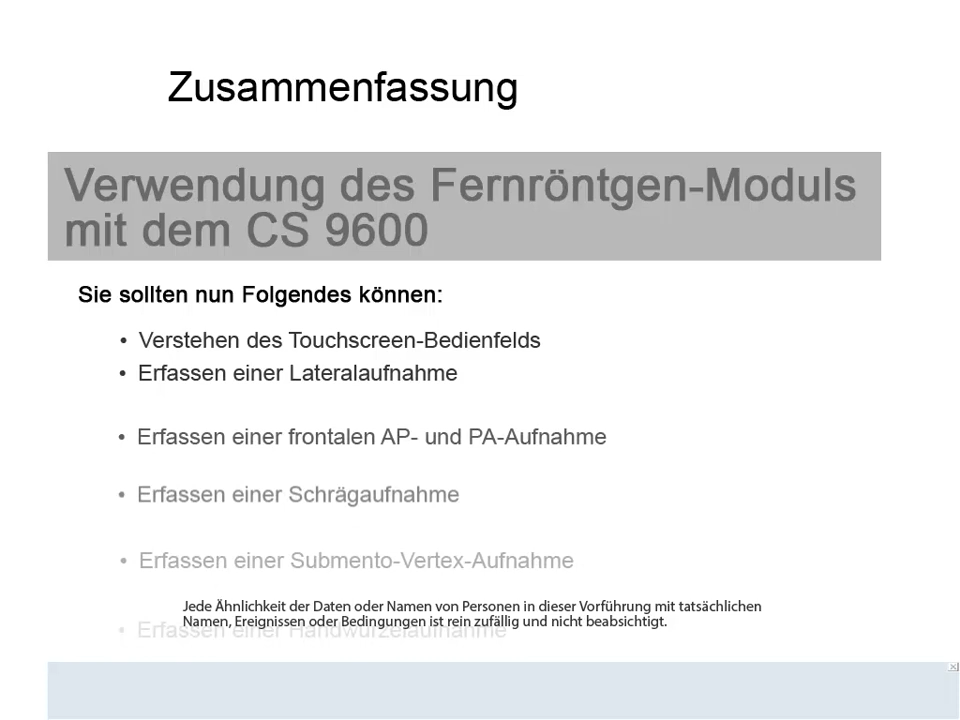 Zusammenfassung
Verwendung des Fernröntgen-Moduls
mit dem CS 9600
Sie sollten nun Folgendes können:
• Verstehen des Touchscreen-Bedienfelds
• Erfassen einer Lateralaufnahme
• Erfassen einer frontalen AP- und PA-Aufnahme
• Erfassen einer Schrägaufnahme
• Erfassen einer Submento-Vertex-Aufnahme
Jede Ähnlichkeit der Daten oder Namen von Personen in dieser Vorführung mit tatsächlichen
Namen, Ereignissen oder Bedingungen ist rein zufällig und nicht beabsichtigt.
• Erfassen einer Handwurzelaufnahme